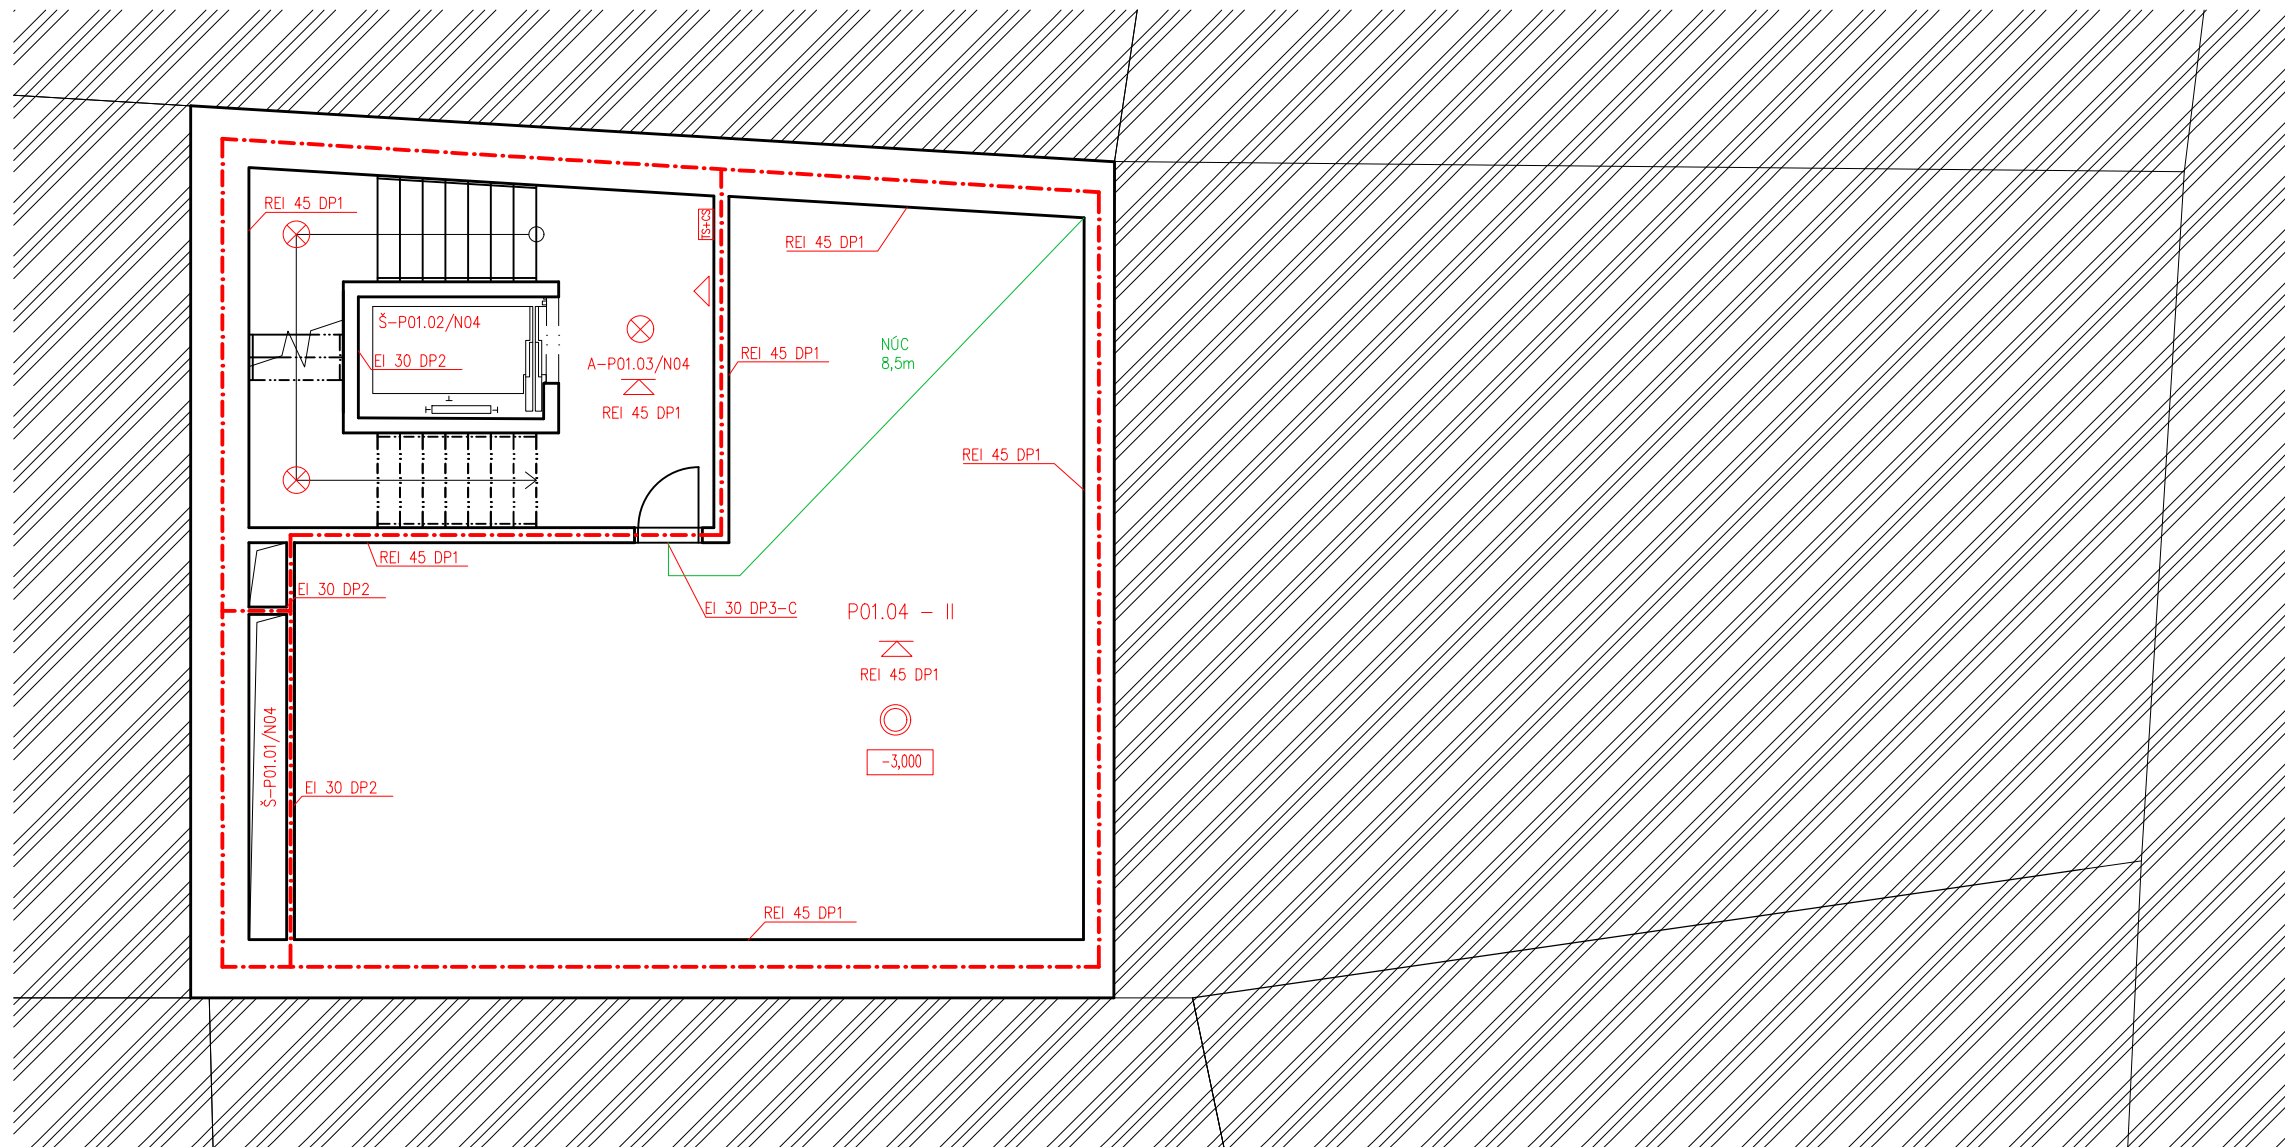 REI 45 DP1
TS+CS
REI 45 DP1
Š-P01.02/N04
EI 30 DP2
A-P01.03/N04
REI 45 DP1
REI 45 DP1
NÚC
8,5m
REI 45 DP1
REI 45 DP1
EI 30 DP2
EI 30 DP3-C
P01.04 - II
REI 45 DP1
-3,000
Š-P01.01/N04
EI 30 DP2
REI 45 DP1